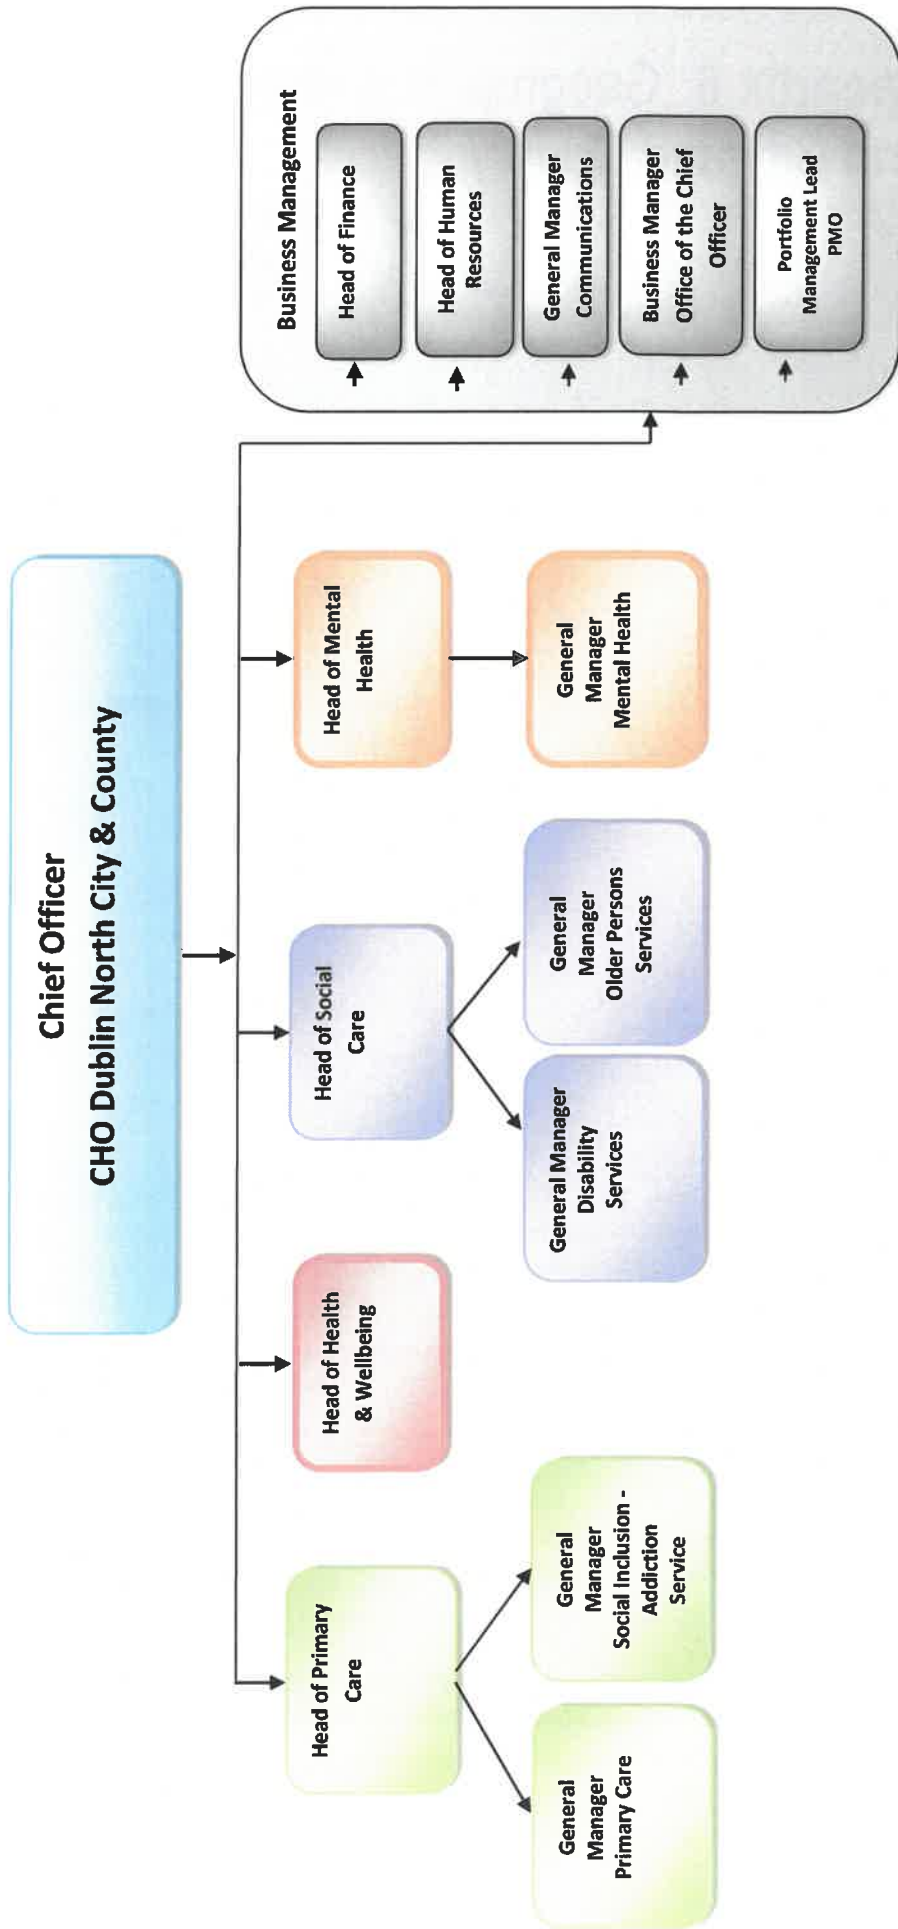 Chief Officer
CHO Dublin North City & County
Head of Primary
Care
Head of Health
& Wellbeing
Head of Social
Care
Head of Mental
Health
General
Manager
Primary Care
General
Manager
Social Inclusion -
Addiction
Service
General Manager
Disability
Services
General
Manager
Older Persons
Services
General
Manager
Mental Health
Business Management
Head of Finance
Head of Human
Resources
General Manager
Communications
Business Manager
Office of the Chief
Officer
Portfolio
Management Lead
PMO